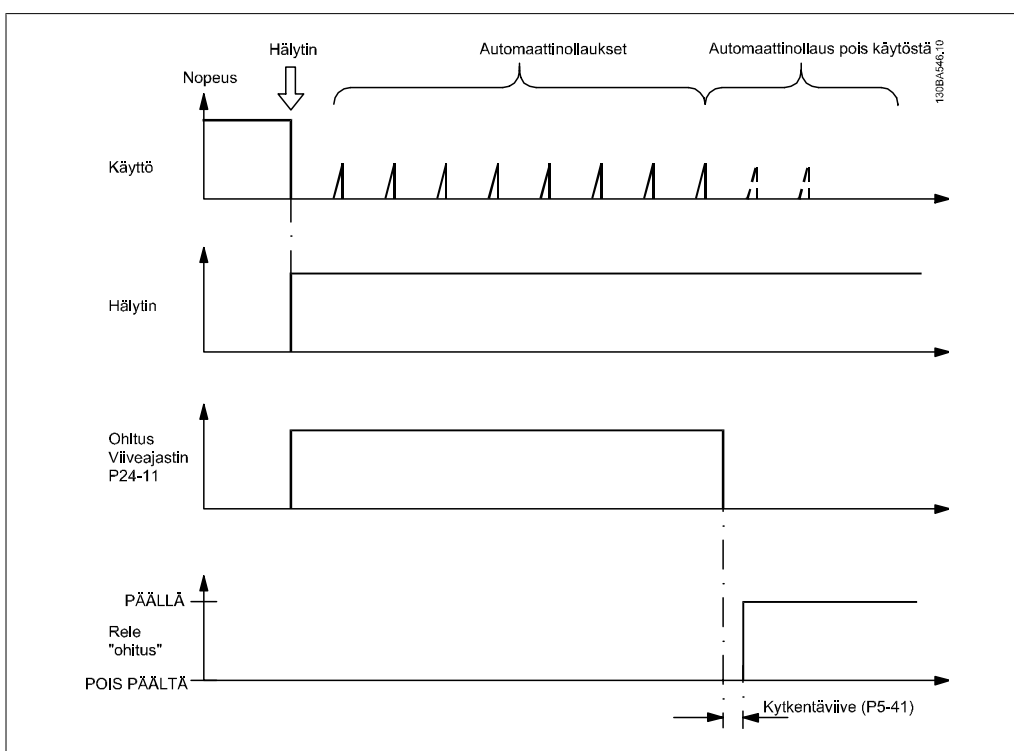 Hälytin
Automaattinollaukset
Automaattinollaus pois käytöstä
130BA546.10
Nopeus
Käyttö
Hälytin
Ohitus
Viiveajastin
P24-11
PÄÄLLÄ
Rele
"ohitus"
POIS PÄÄLTÄ
Kytkentäviive (P5-41)